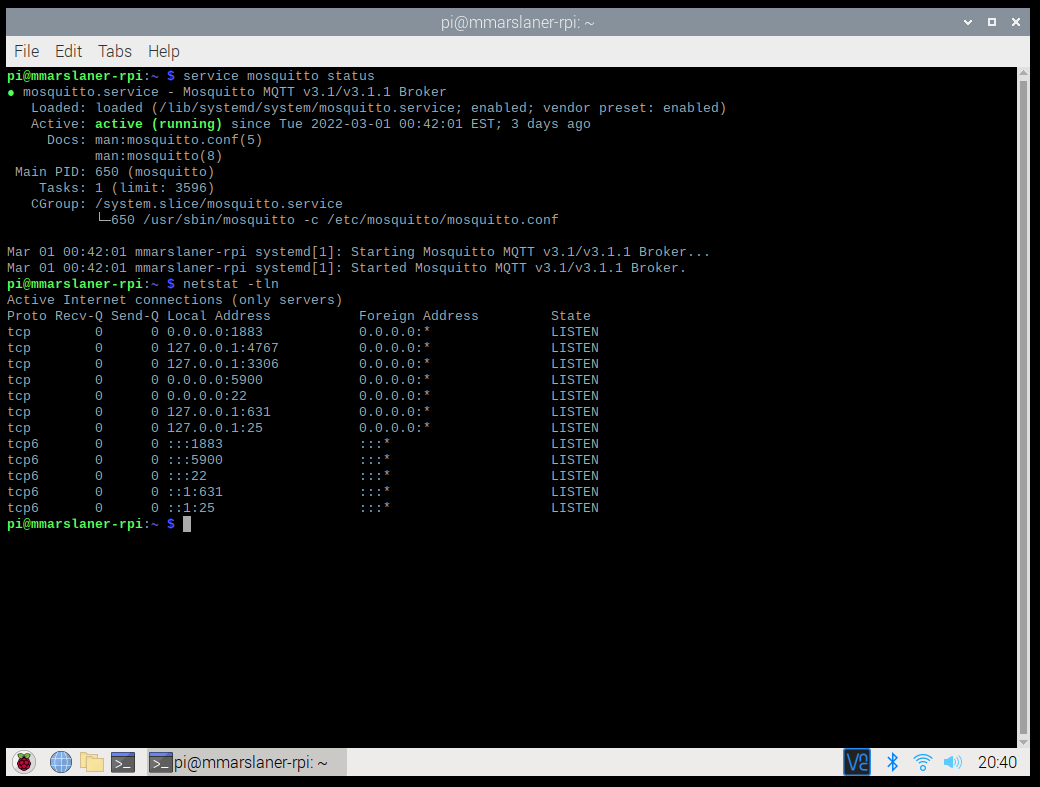 pi@mmarslaner-rpi: ~
File Edit Tabs Help
pi@mmarslaner-rpi:~ $ service mosquitto status
● mosquitto.service - Mosquitto MQTT v3.1/v3.1.1 Broker
   Loaded: loaded (/lib/systemd/system/mosquitto.service; enabled; vendor preset: enabled)
   Active: active (running) since Tue 2022-03-01 00:42:01 EST; 3 days ago
     Docs: man:mosquitto.conf(5)
           man:mosquitto(8)
 Main PID: 650 (mosquitto)
    Tasks: 1 (limit: 3596)
   CGroup: /system.slice/mosquitto.service
           └─650 /usr/sbin/mosquitto -c /etc/mosquitto/mosquitto.conf
Mar 01 00:42:01 mmarslaner-rpi systemd[1]: Starting Mosquitto MQTT v3.1/v3.1.1 Broker...
Mar 01 00:42:01 mmarslaner-rpi systemd[1]: Started Mosquitto MQTT v3.1/v3.1.1 Broker.
pi@mmarslaner-rpi:~ $ netstat -tln
Active Internet connections (only servers)
Proto Recv-Q Send-Q Local Address           Foreign Address         State
tcp        0      0 0.0.0.0:1883            0.0.0.0:*               LISTEN
tcp        0      0 127.0.0.1:4767          0.0.0.0:*               LISTEN
tcp        0      0 127.0.0.1:3306          0.0.0.0:*               LISTEN
tcp        0      0 0.0.0.0:5900            0.0.0.0:*               LISTEN
tcp        0      0 0.0.0.0:22              0.0.0.0:*               LISTEN
tcp        0      0 127.0.0.1:631           0.0.0.0:*               LISTEN
tcp        0      0 127.0.0.1:25            0.0.0.0:*               LISTEN
tcp6       0      0 :::1883                 :::*                    LISTEN
tcp6       0      0 :::5900                 :::*                    LISTEN
tcp6       0      0 :::22                   :::*                    LISTEN
tcp6       0      0 ::1:631                 :::*                    LISTEN
tcp6       0      0 ::1:25                  :::*                    LISTEN
pi@mmarslaner-rpi:~ $
pi@mmarslaner-rpi: ~ 20:40